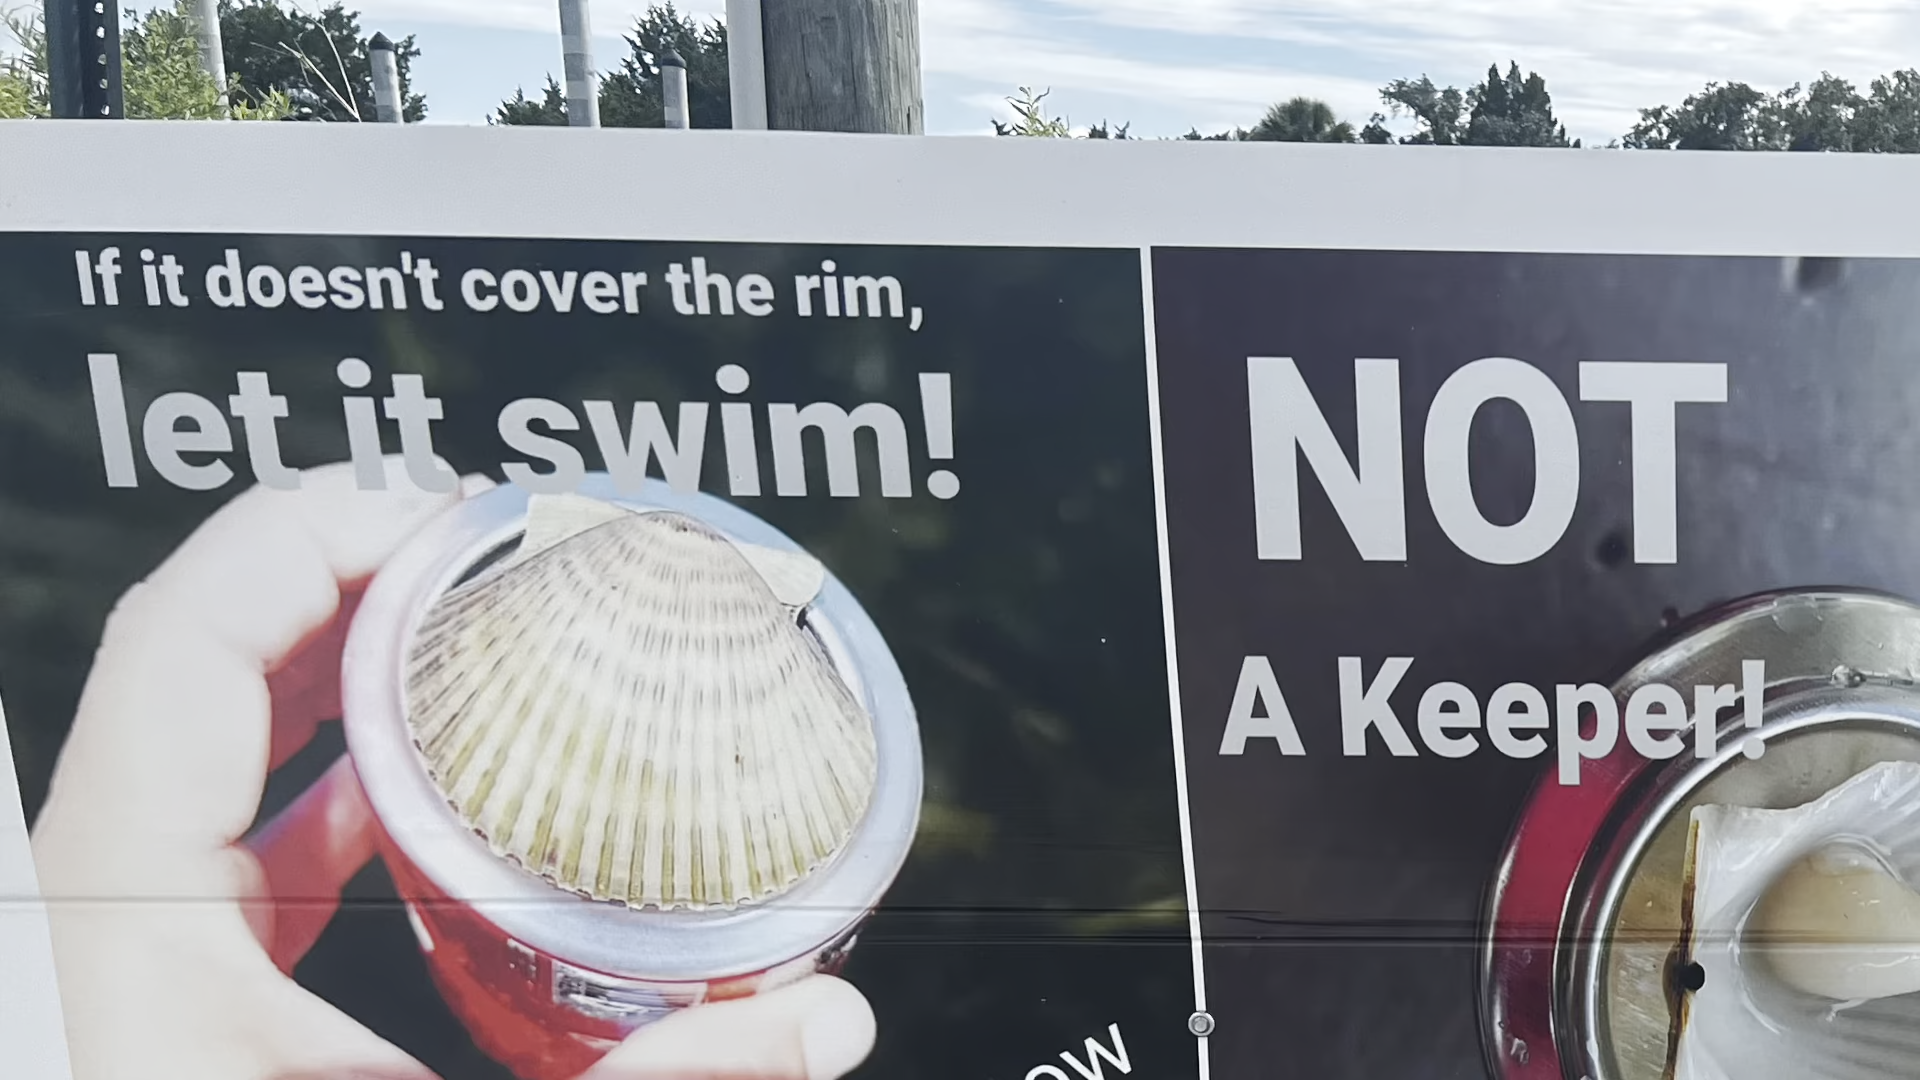 If it doesn't cover the rim,
let it swim!
NOT
A Keeper!